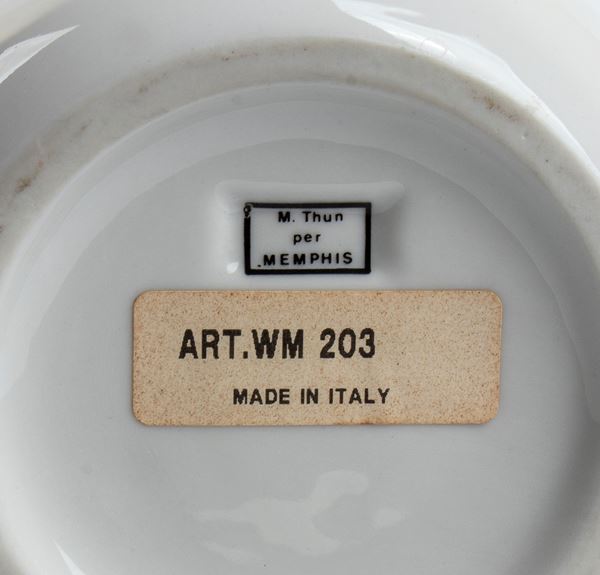 M. Thun
per
.MEMPHIS
ART.WM 203
MADE IN ITALY